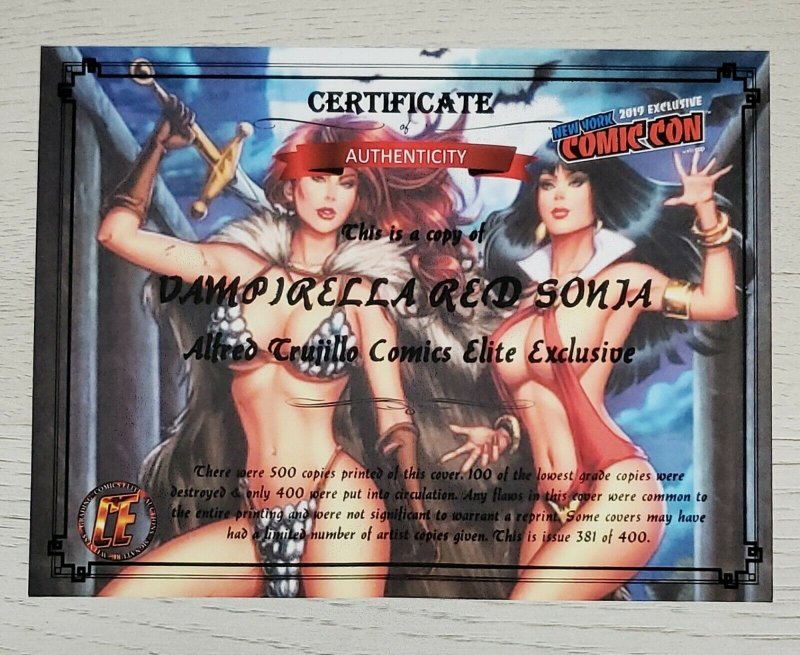 CERTIFICATE
of
AUTHENTICITY
2019 EXCLUSIVE
NEW YORK
COMIC CON
This is a copy of
VAMPIRELLA RED SONJA
Alfred Trujillo Comics Elite Exclusive
There were 500 copies printed of this cover. 100 of the lowest grade copies were
destroyed & only 400 were put into circulation. Any flaws in this cover were common to
the entire printing and were not significant to warrant a reprint. Some covers may have
had a limited number of artist copies given. This is issue 381 of 400.
COMICS ELITE
CE